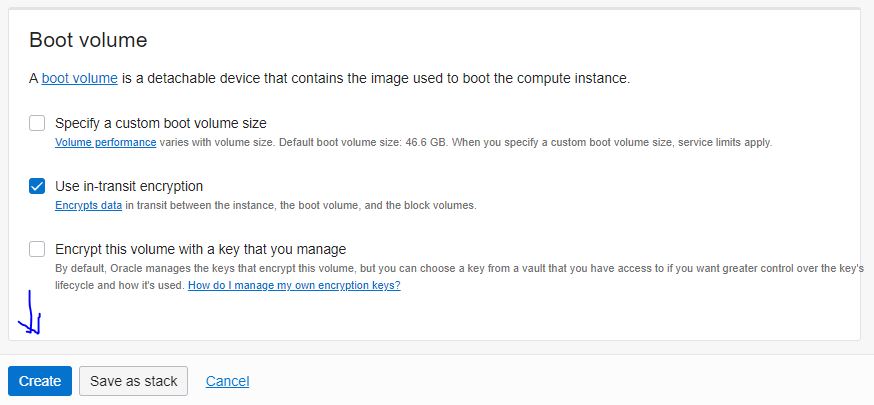 Boot volume
A boot volume is a detachable device that contains the image used to boot the compute instance.
Specify a custom boot volume size
Volume performance varies with volume size. Default boot volume size: 46.6 GB. When you specify a custom boot volume size, service limits apply.
Use in-transit encryption
Encrypts data in transit between the instance, the boot volume, and the block volumes.
Encrypt this volume with a key that you manage
By default, Oracle manages the keys that encrypt this volume, but you can choose a key from a vault that you have access to if you want greater control over the key's
lifecycle and how it's used. How do I manage my own encryption keys?
Create Save as stack Cancel